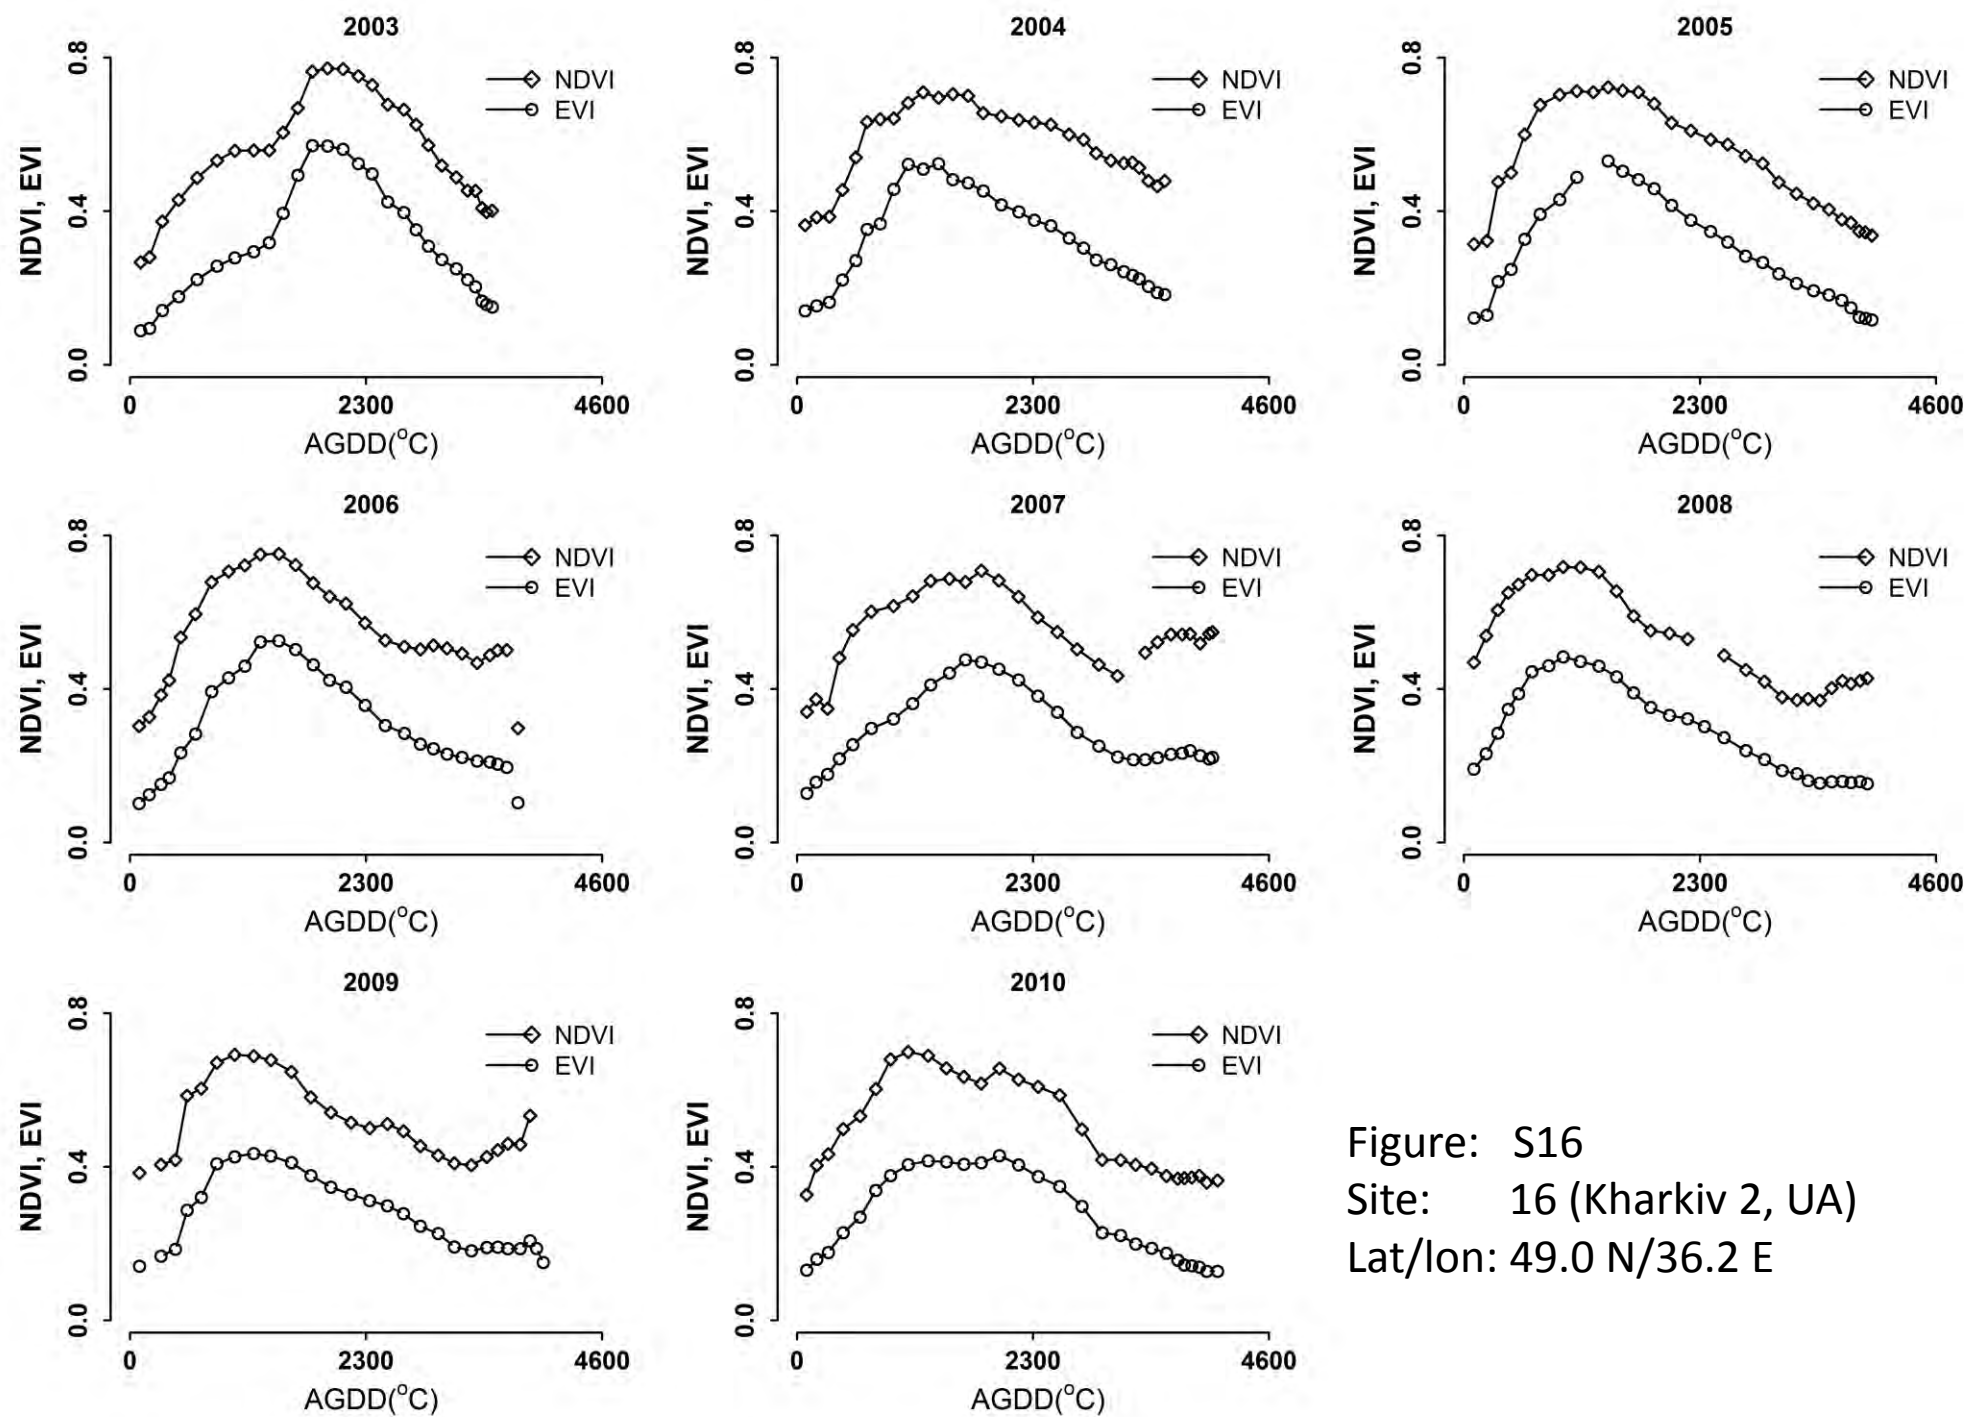 2003
0.8
NDVI
EVI
NDVI, EVI
0.4
0.0
0 2300 4600
AGDD(°C)
2004
0.8
NDVI
EVI
NDVI, EVI
0.4
0.0
0 2300 4600
AGDD(°C)
2005
0.8
NDVI
EVI
NDVI, EVI
0.4
0.0
0 2300 4600
AGDD(°C)
2006
0.8
NDVI
EVI
NDVI, EVI
0.4
0.0
0 2300 4600
AGDD(°C)
2007
0.8
NDVI
EVI
NDVI, EVI
0.4
0.0
0 2300 4600
AGDD(°C)
2008
0.8
NDVI
EVI
NDVI, EVI
0.4
0.0
0 2300 4600
AGDD(°C)
2009
0.8
NDVI
EVI
NDVI, EVI
0.4
0.0
0 2300 4600
AGDD(°C)
2010
0.8
NDVI
EVI
NDVI, EVI
0.4
0.0
0 2300 4600
AGDD(°C)
Figure: S16
Site: 16 (Kharkiv 2, UA)
Lat/lon: 49.0 N/36.2 E